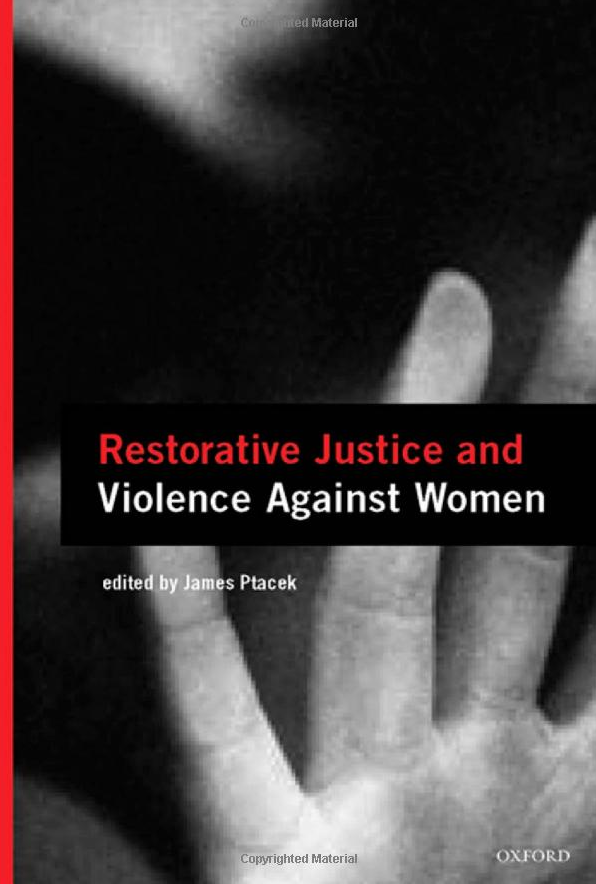 Copyrighted Material
Restorative Justice and
Violence Against Women
edited by James Ptacek
Copyrighted Material
OXFORD